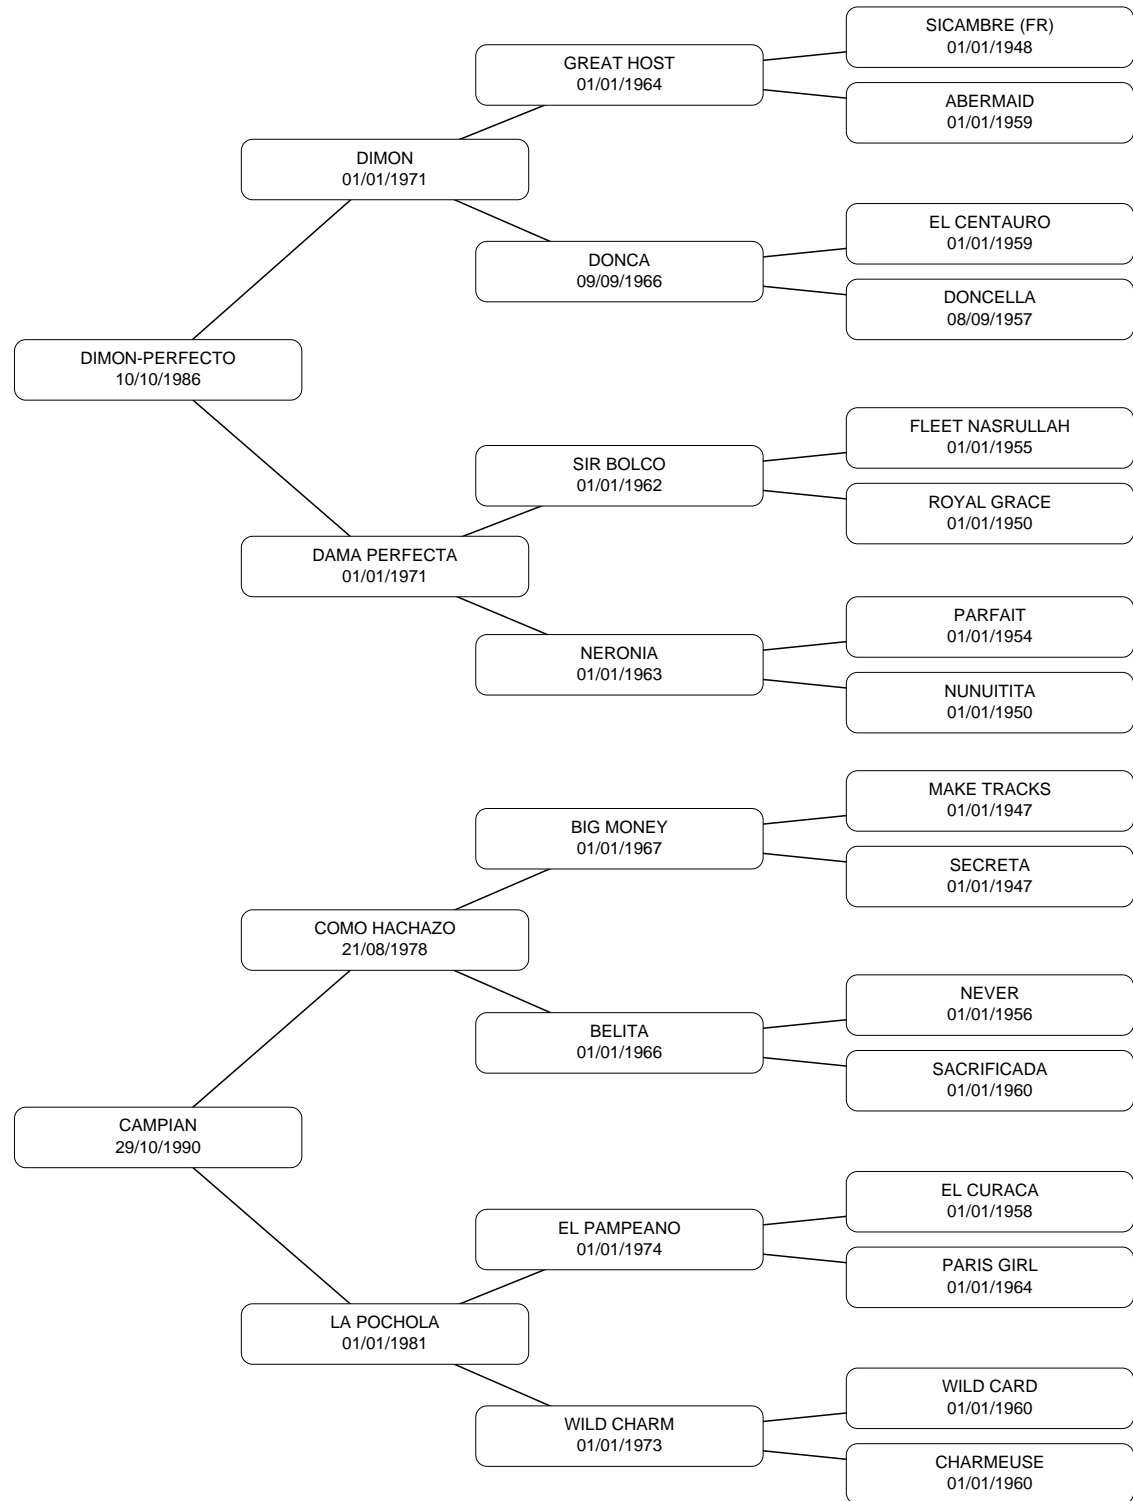 SICAMBRE (FR)
01/01/1948
GREAT HOST
01/01/1964
ABERMAID
01/01/1959
DIMON
01/01/1971
EL CENTAURO
01/01/1959
DONCA
09/09/1966
DONCELLA
08/09/1957
DIMON-PERFECTO
10/10/1986
FLEET NASRULLAH
01/01/1955
SIR BOLCO
01/01/1962
ROYAL GRACE
01/01/1950
DAMA PERFECTA
01/01/1971
PARFAIT
01/01/1954
NERONIA
01/01/1963
NUNUITITA
01/01/1950
MAKE TRACKS
01/01/1947
BIG MONEY
01/01/1967
SECRETA
01/01/1947
COMO HACHAZO
21/08/1978
NEVER
01/01/1956
BELITA
01/01/1966
SACRIFICADA
01/01/1960
CAMPIAN
29/10/1990
EL CURACA
01/01/1958
EL PAMPEANO
01/01/1974
PARIS GIRL
01/01/1964
LA POCHOLA
01/01/1981
WILD CARD
01/01/1960
WILD CHARM
01/01/1973
CHARMEUSE
01/01/1960